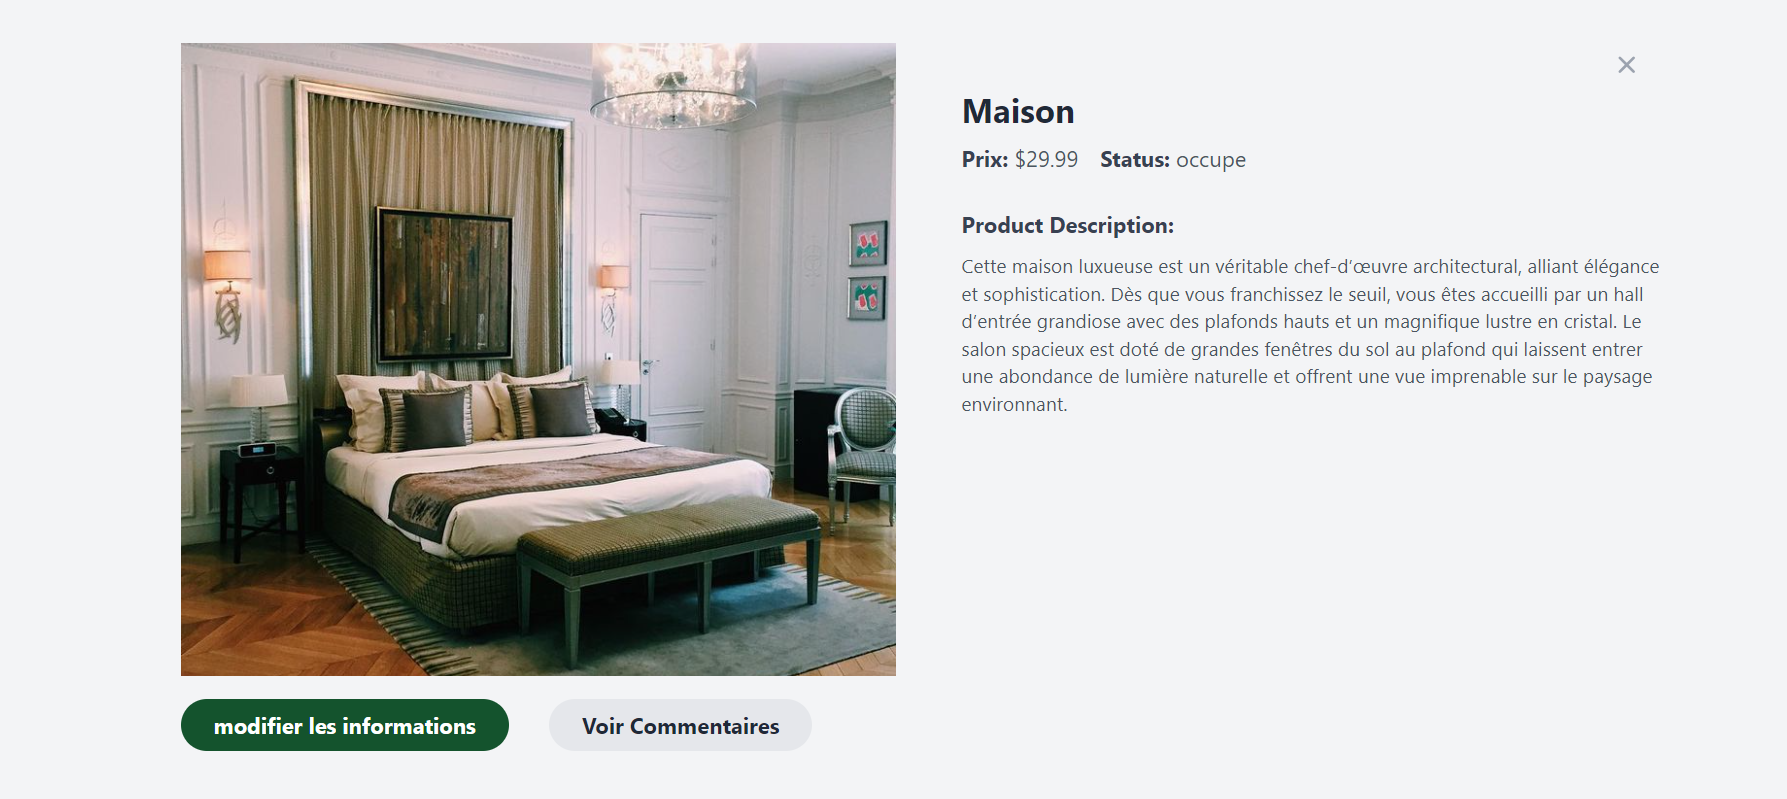 Maison
Prix: $29.99 Status: occupe
Product Description:
Cette maison luxueuse est un véritable chef-d’œuvre architectural, alliant élégance
et sophistication. Dès que vous franchissez le seuil, vous êtes accueilli par un hall
d’entrée grandiose avec des plafonds hauts et un magnifique lustre en cristal. Le
salon spacieux est doté de grandes fenêtres du sol au plafond qui laissent entrer
une abondance de lumière naturelle et offrent une vue imprenable sur le paysage
environnant.
modifier les informations
Voir Commentaires